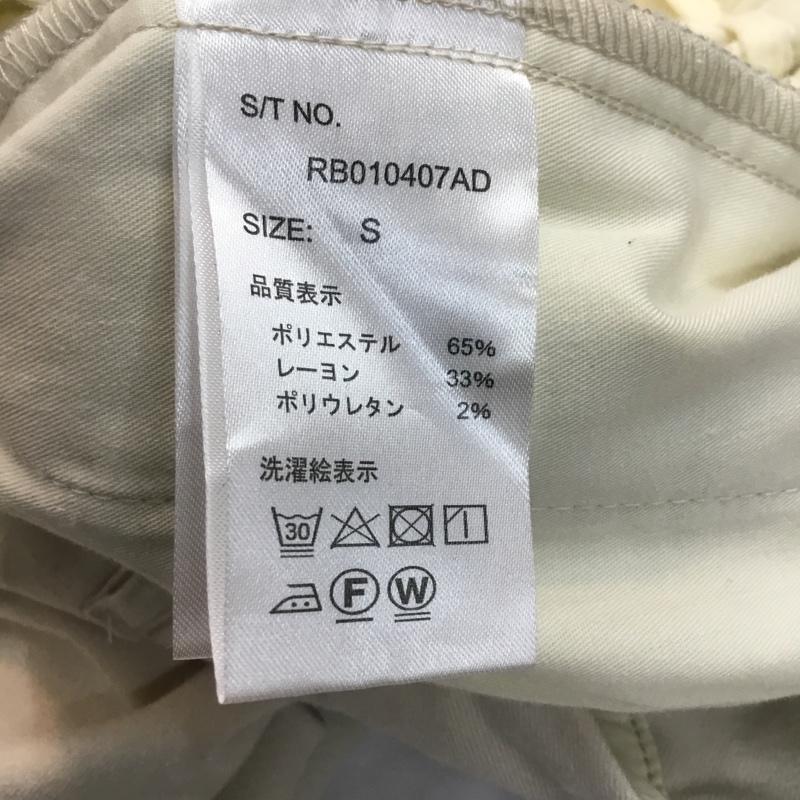 S/T NO.
RB010407AD
SIZE: S
品質表示
ポリエステル 65%
レーヨン 33%
ポリウレタン 2%
洗濯絵表示
30
F W